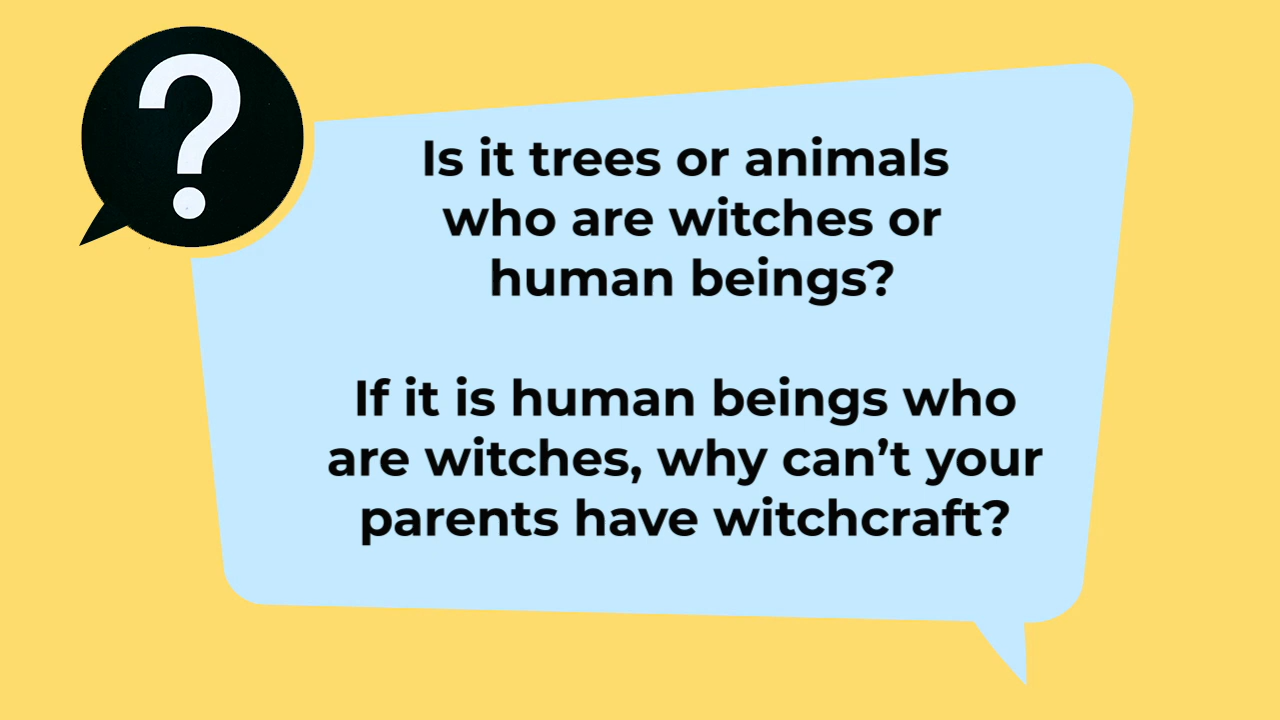 ?
Is it trees or animals
who are witches or
human beings?
If it is human beings who
are witches, why can’t your
parents have witchcraft?